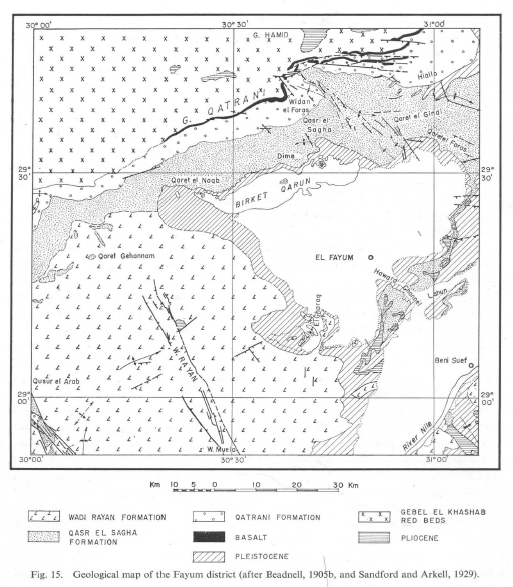 30° 00' 30° 30' 31° 00'
G. HAMID
Hialla
G. QATRANI
Widan
el Faras
Qaret el Gindi
Qasr el
Sagha
Qaret el Faras
Dime
29°
30'
29°
30'
Qaret el Naqb
BIRKET QARUN
Qaret Gehannam
EL FAYUM
Hawara Channel
Lahun
El Gharaq
W. RAYAN
Beni Suef
Qusur el Arab
29°
00'
29°
00'
River Nile
W. Muela
30° 00' 30° 30' 31° 00'
Km 10 5 0 10 20 30 Km
WADI RAYAN FORMATION QATRANI FORMATION GEBEL EL KHASHAB
RED BEDS
QASR EL SAGHA
FORMATION BASALT PLIOCENE
PLEISTOCENE
Fig. 15. Geological map of the Fayum district (after Beadnell, 1905b, and Sandford and Arkell, 1929).